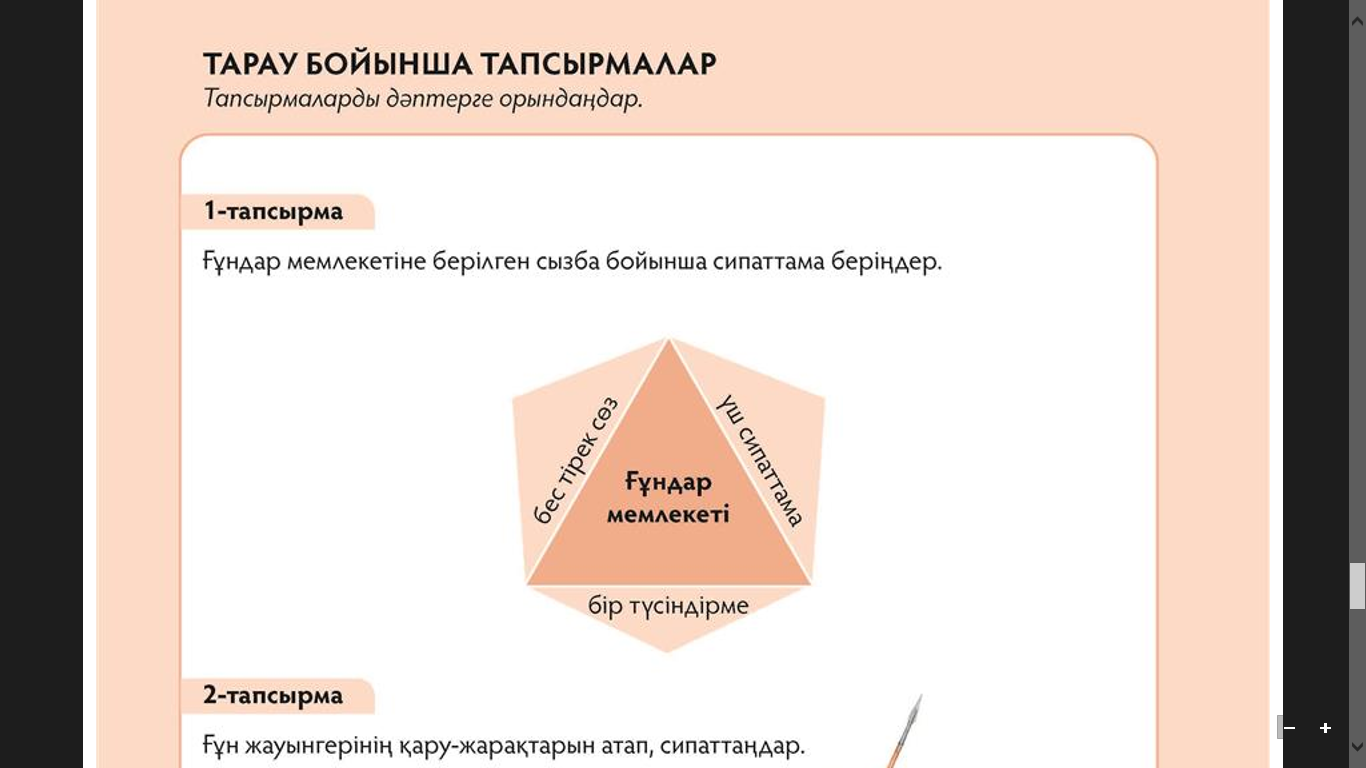 ТАРАУ БОЙЫНША ТАПСЫРМАЛАР
Тапсырмаларды дәптерге орындаңдар.
1-тапсырма
Ғұндар мемлекетіне берілген сызба бойынша сипаттама беріңдер.
бес тірек сөз
үш сипаттама
Ғұндар
мемлекеті
бір түсіндірме
2-тапсырма
Ғұн жауынгерінің қару-жарақтарын атап, сипаттаңдар.